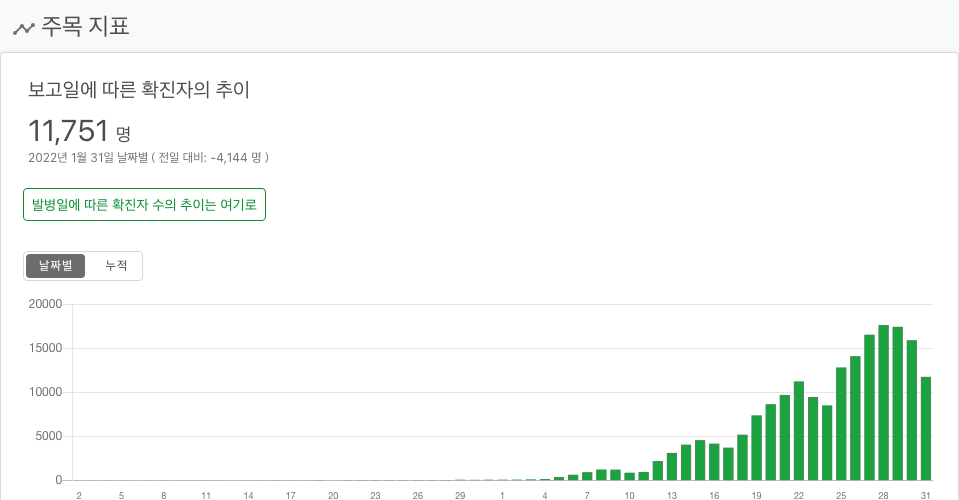 주목 지표
보고일에 따른 확진자의 추이
11,751 명
2022년 1월 31일 날짜별 ( 전일 대비: -4,144 명 )
발병일에 따른 확진자 수의 추이는 여기로
날짜별 누적
20000
15000
10000
5000
0
2 5 8 11 14 17 20 23 26 29 1 4 7 10 13 16 19 22 25 28 31